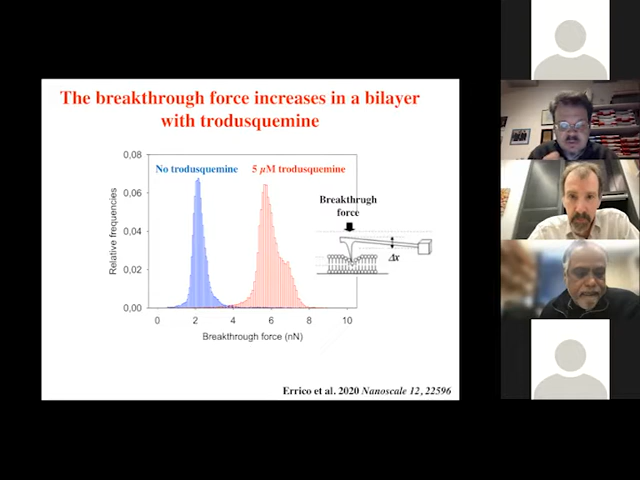 The breakthrough force increases in a bilayer
with trodusquemine
No trodusquemine
5 µM trodusquemine
0,08
0,06
0,04
0,02
0,00
Relative frequencies
0 2 4 6 8 10
Breakthrough force (nN)
Breakthrugh
force
Δx
Errico et al. 2020 Nanoscale 12, 22596